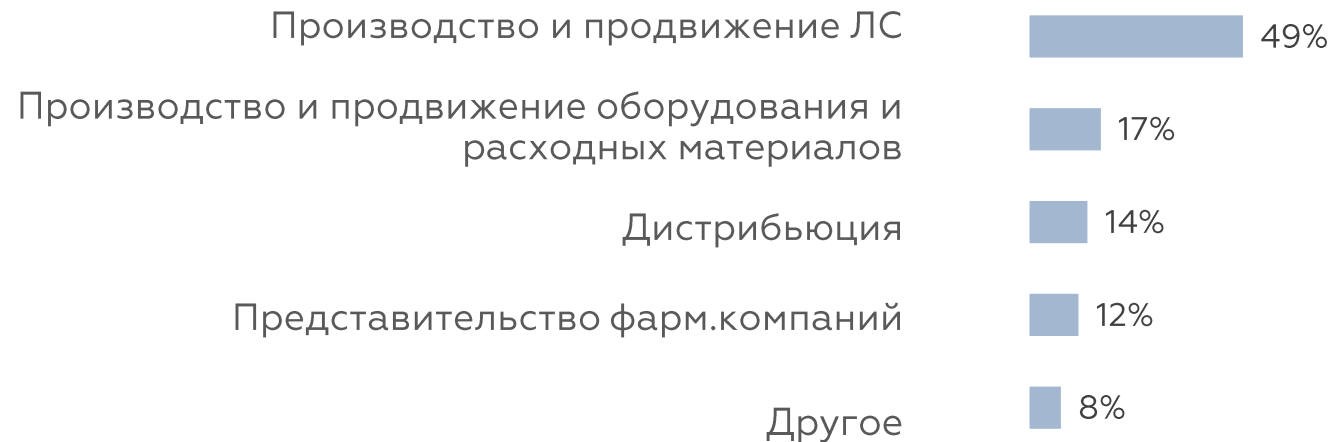 Производство и продвижение ЛС
49%
Производство и продвижение оборудования и
расходных материалов
17%
Дистрибьюция
14%
Представительство фарм.компаний
12%
Другое
8%